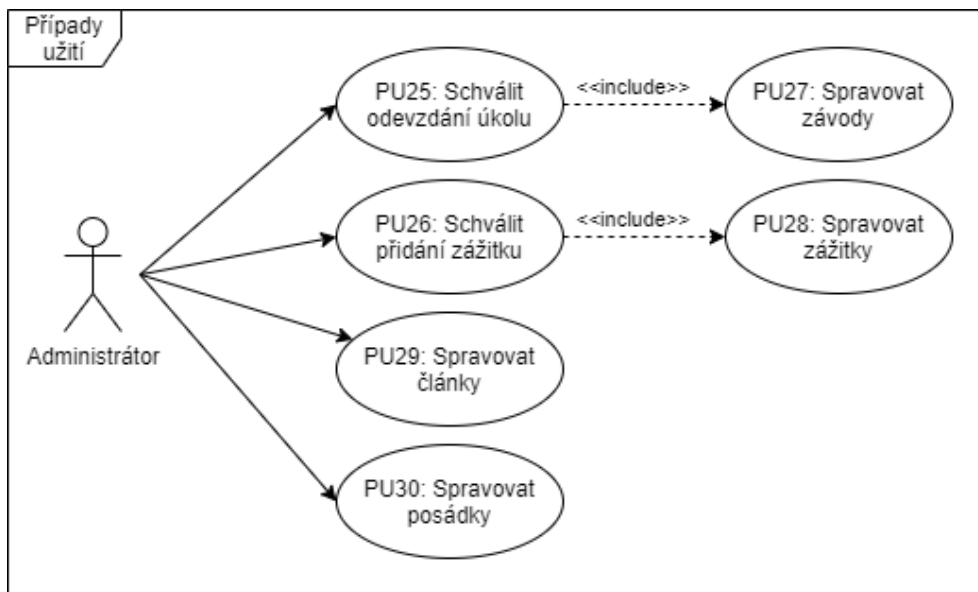 Případy
užití
PU25: Schválit
odevzdání úkolu
<<include>>
PU27: Spravovat
závody
PU26: Schválit
přidání zážitku
<<include>>
PU28: Spravovat
zážitky
Administrátor
PU29: Spravovat
články
PU30: Spravovat
posádky